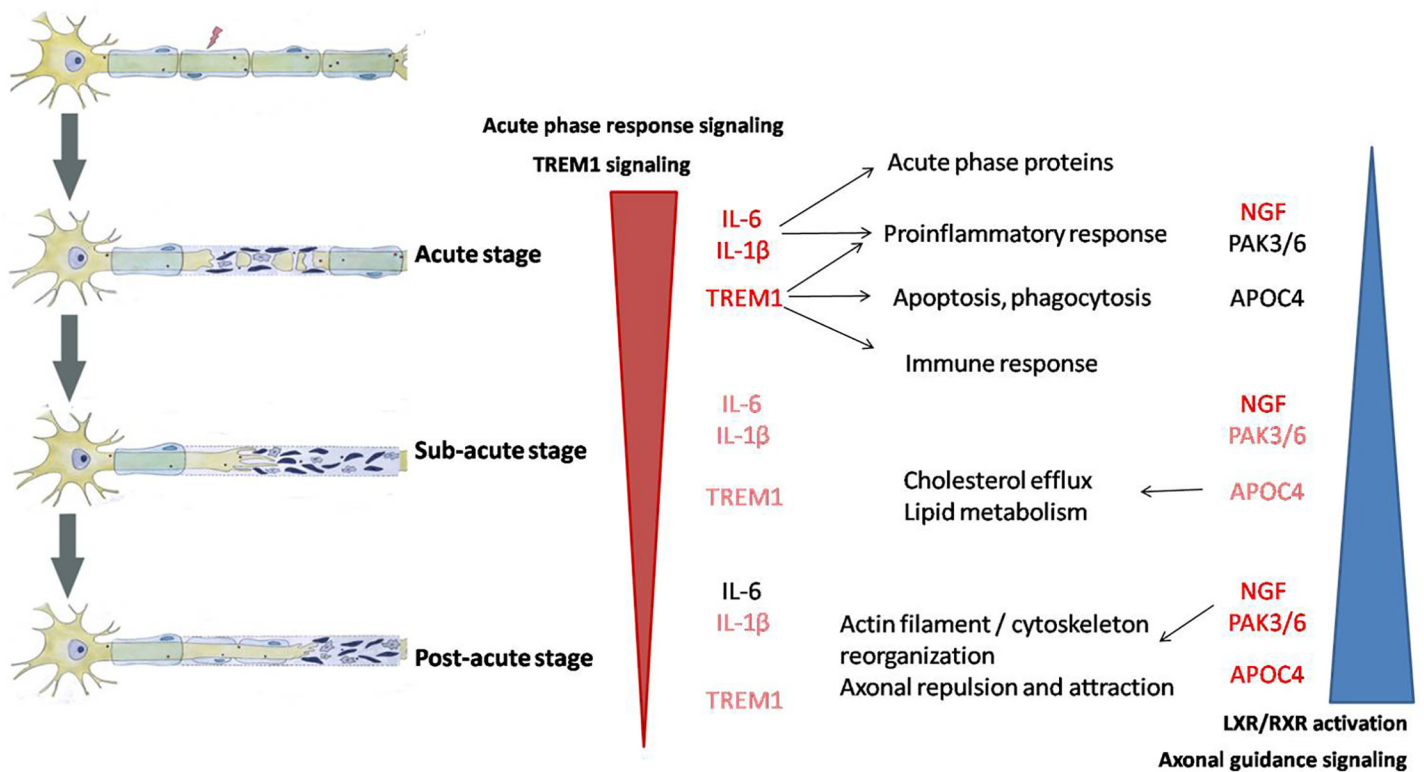 Acute phase response signaling
TREM1 signaling
Acute phase proteins
IL-6
NGF
Proinflammatory response
PAK3/6
IL-1β
Acute stage
TREM1
Apoptosis, phagocytosis
APOC4
Immune response
IL-6
NGF
IL-1β
PAK3/6
Sub-acute stage
Cholesterol efflux
APOC4
TREM1
Lipid metabolism
IL-6
NGF
IL-1β
Actin filament / cytoskeleton
PAK3/6
reorganization
Post-acute stage
APOC4
Axonal repulsion and attraction
TREM1
LXR/RXR activation
Axonal guidance signaling